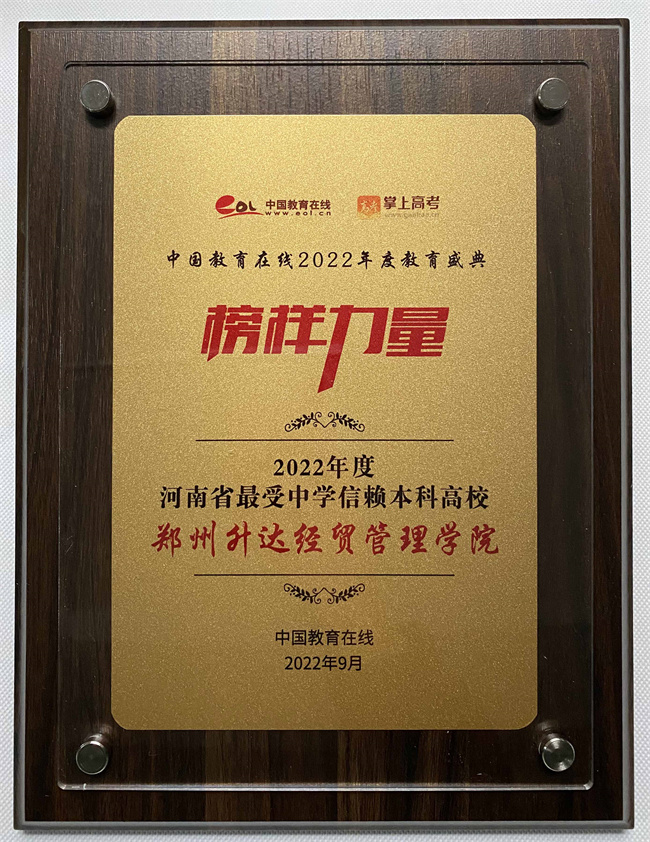 eol 中国教育在线 掌上高考
www.eol.cn
中国教育在线2022年度教育盛典
榜样力量
2022年度
河南省最受中学信赖本科高校
郑州升达经贸管理学院
中国教育在线
2022年9月